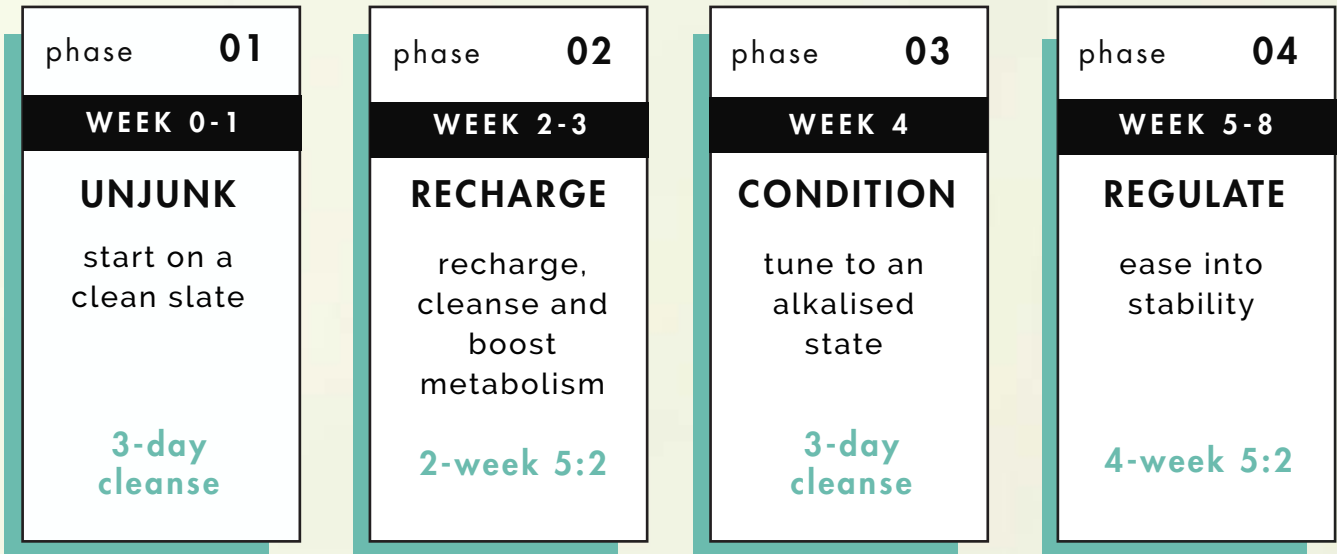 phase 01
WEEK 0-1
UNJUNK
start on a
clean slate
3-day
cleanse
phase 02
WEEK 2-3
RECHARGE
recharge,
cleanse and
boost
metabolism
2-week 5:2
phase 03
WEEK 4
CONDITION
tune to an
alkalised
state
3-day
cleanse
phase 04
WEEK 5-8
REGULATE
ease into
stability
4-week 5:2